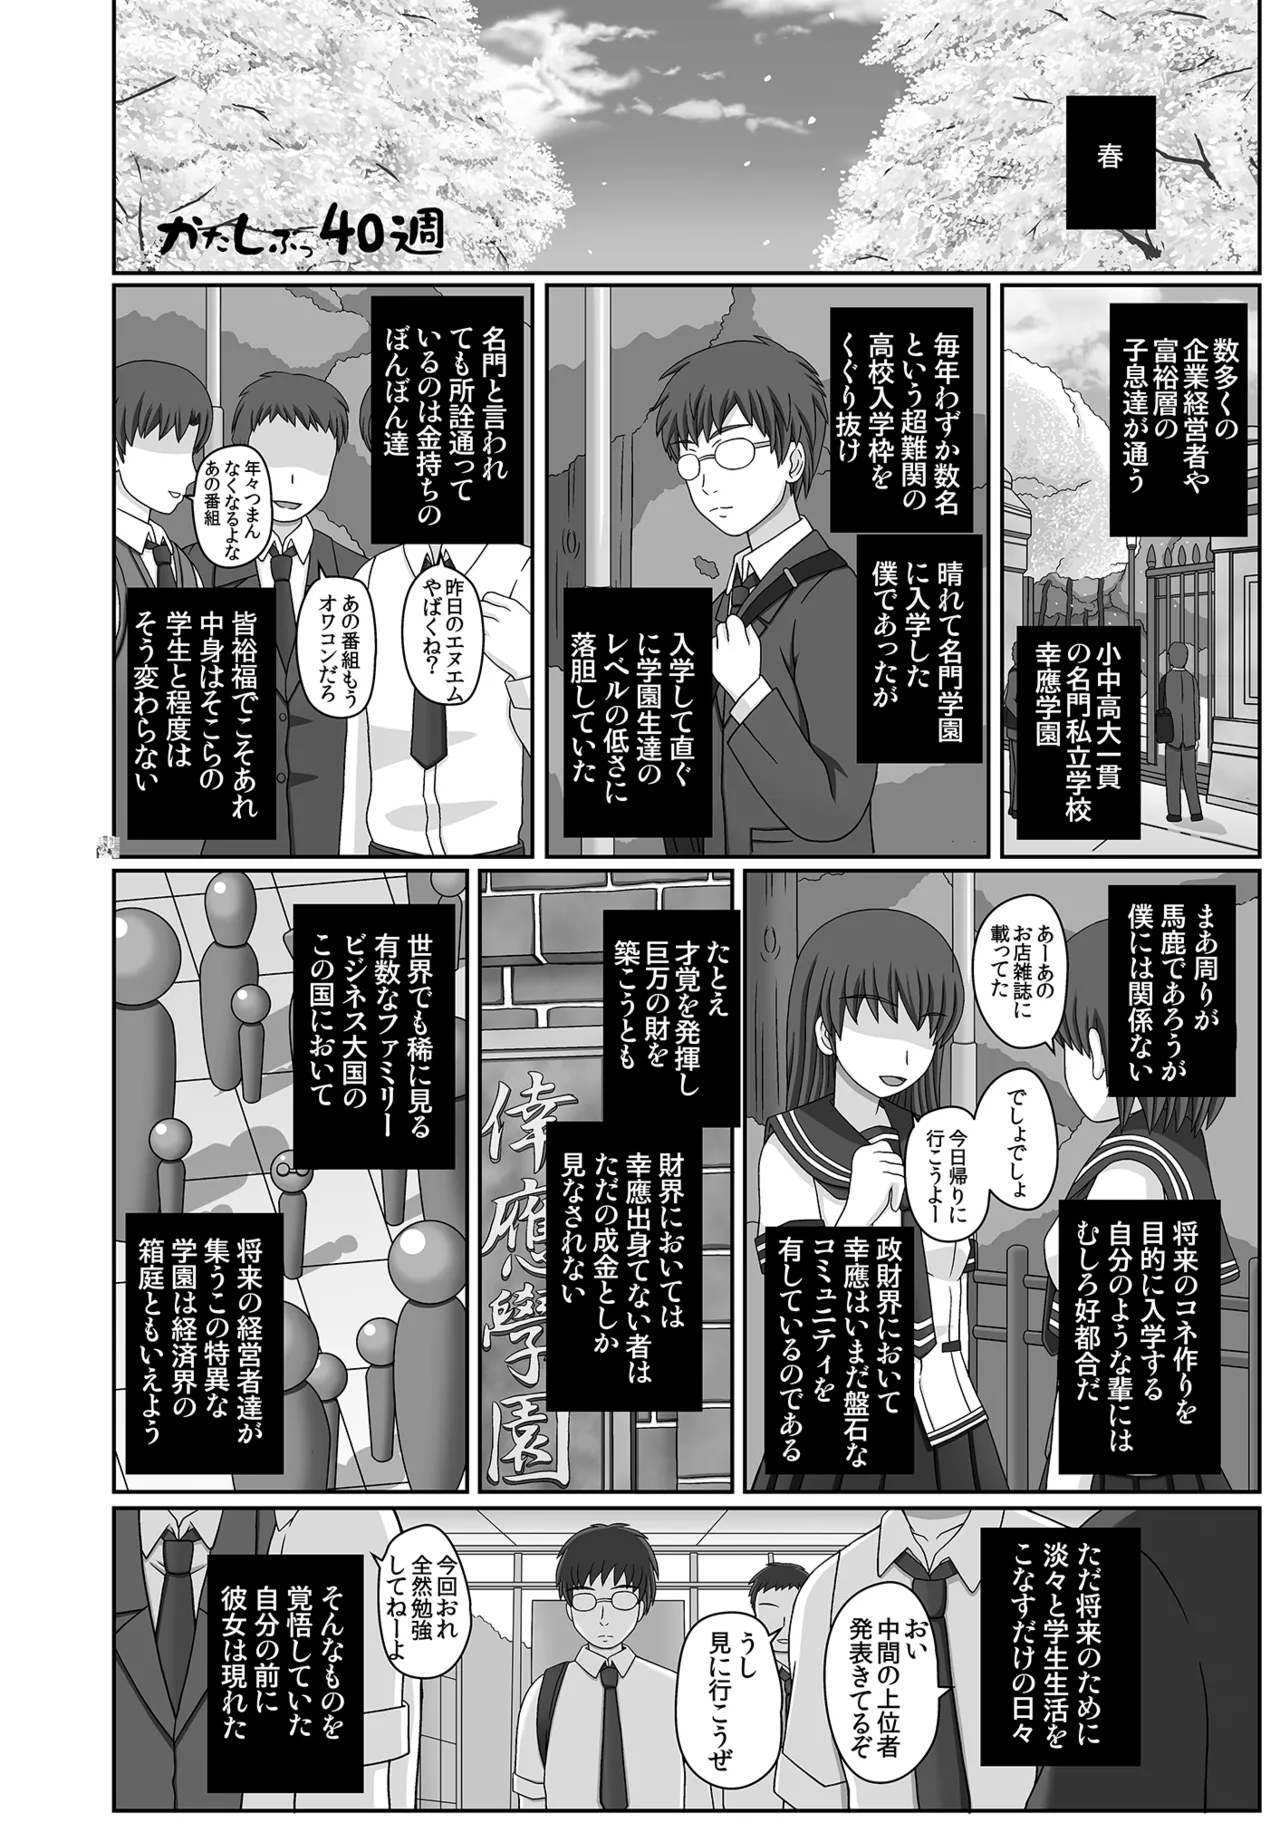 春
かたしぶっ40週
数多くの
企業経営者や
富裕層の
子息達が通う
小中高大一貫
の名門私立学校
幸應学園
毎年わずか数名
という超難関の
高校入学枠を
くぐり抜け
晴れて名門学園
に入学した
僕であったが
入学して直ぐ
に学園生達の
レベルの低さに
落胆していた
名門と言われ
ても所詮通って
いるのは金持ちの
ぼんぼん達
昨日のエヌエム
やばくね？
あの番組もう
オワコンだろ
年々つまん
なくなるよな
あの番組
皆裕福でこそあれ
中身はそこらの
学生と程度は
そう変わらない
まあ周りが
馬鹿であろうが
僕には関係ない
あーあの
お店雑誌に
載ってた
でしょでしょ
今日帰りに
行こうよー
将来のコネ作りを
目的に入学する
自分のような輩には
むしろ好都合だ
政財界において
幸應はいまだ盤石な
コミュニティを
有しているのである
たとえ
才覚を発揮し
巨万の財を
築こうとも
財界においては
幸應出身でない者は
ただの成金としか
見なされない
倖應學園
世界でも稀に見る
有数なファミリー
ビジネス大国の
この国において
将来の経営者達が
集うこの特異な
学園は経済界の
箱庭ともいえよう
ただ将来のために
淡々と学生生活を
こなすだけの日々
おい
中間の上位者
発表きてるぞ
うし
見に行こうぜ
今回おれ
全然勉強
してねーよ
そんなものを
覚悟していた
自分の前に
彼女は現れた